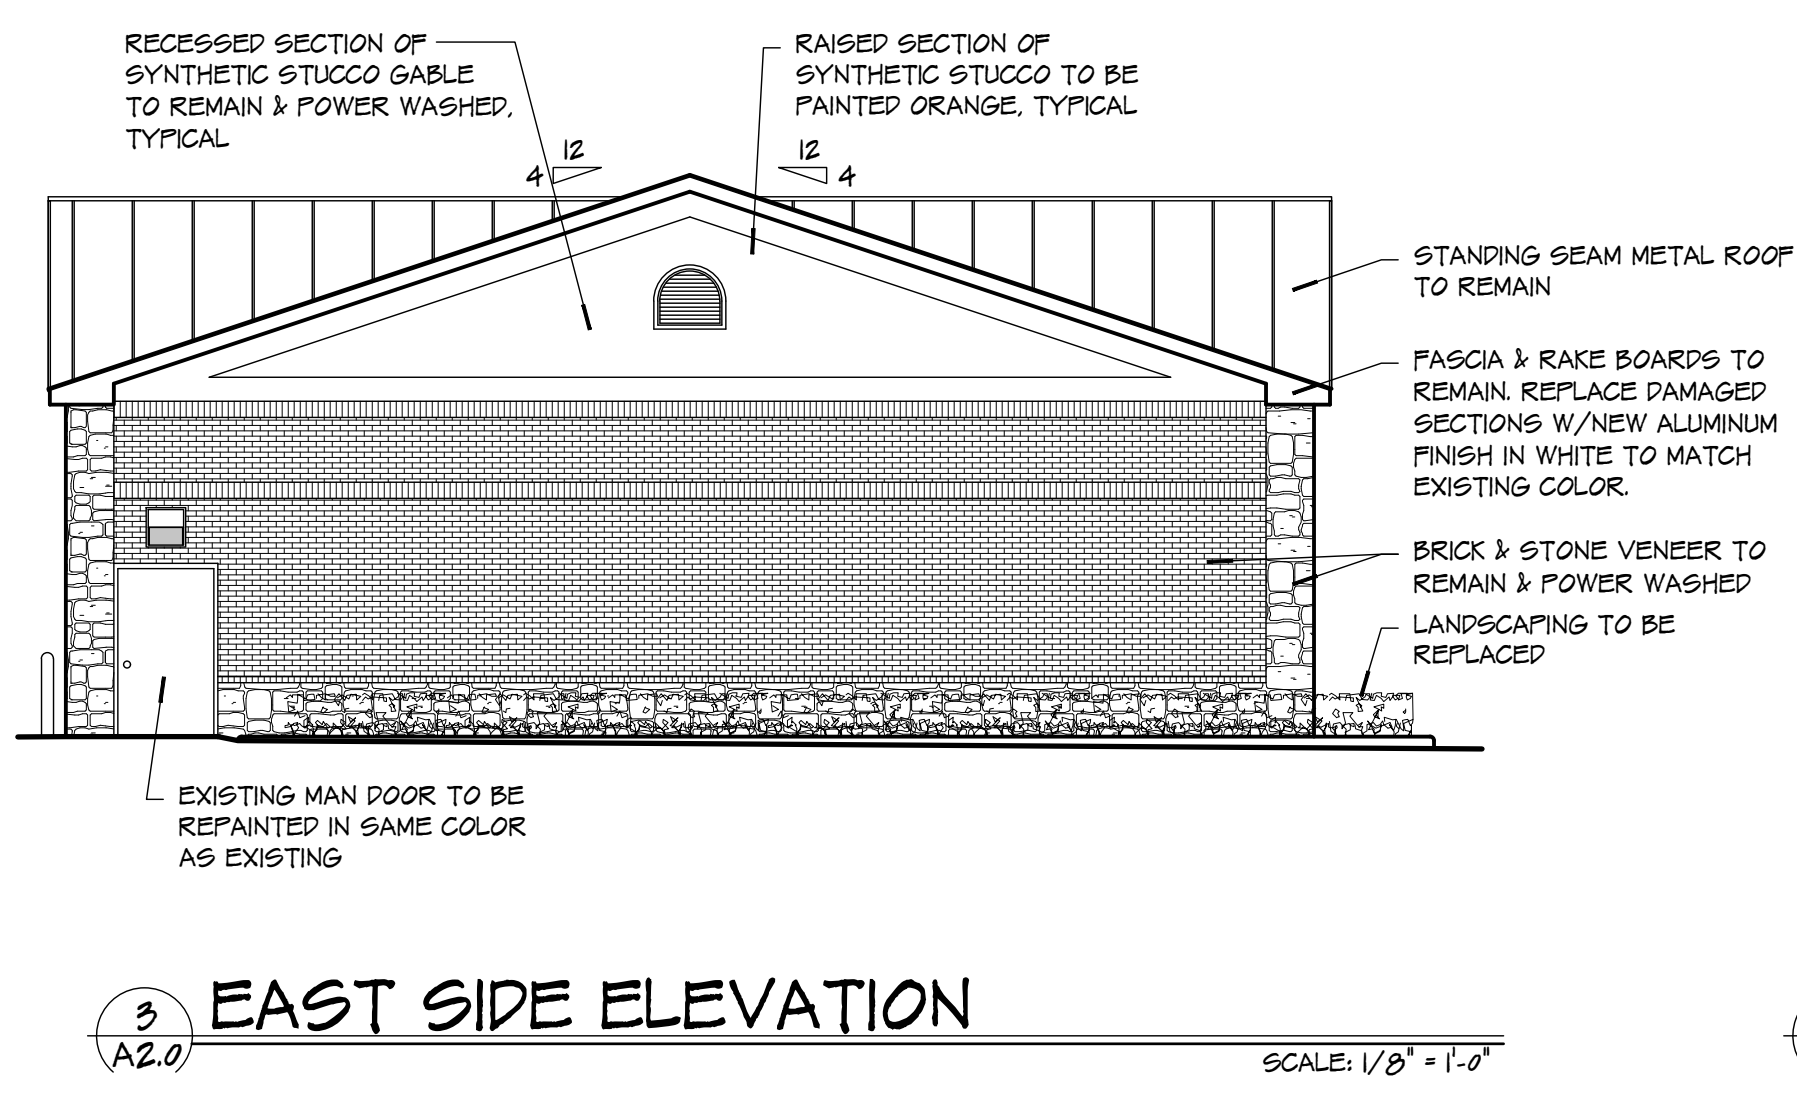 RECESSED SECTION OF
SYNTHETIC STUCCO GABLE
TO REMAIN & POWER WASHED,
TYPICAL
RAISED SECTION OF
SYNTHETIC STUCCO TO BE
PAINTED ORANGE, TYPICAL
12
4
12
4
STANDING SEAM METAL ROOF
TO REMAIN
FASCIA & RAKE BOARDS TO
REMAIN. REPLACE DAMAGED
SECTIONS W/NEW ALUMINUM
FINISH IN WHITE TO MATCH
EXISTING COLOR.
BRICK & STONE VENEER TO
REMAIN & POWER WASHED
LANDSCAPING TO BE
REPLACED
EXISTING MAN DOOR TO BE
REPAINTED IN SAME COLOR
AS EXISTING
3
A2.0
EAST SIDE ELEVATION
SCALE: 1/8" = 1'-0"